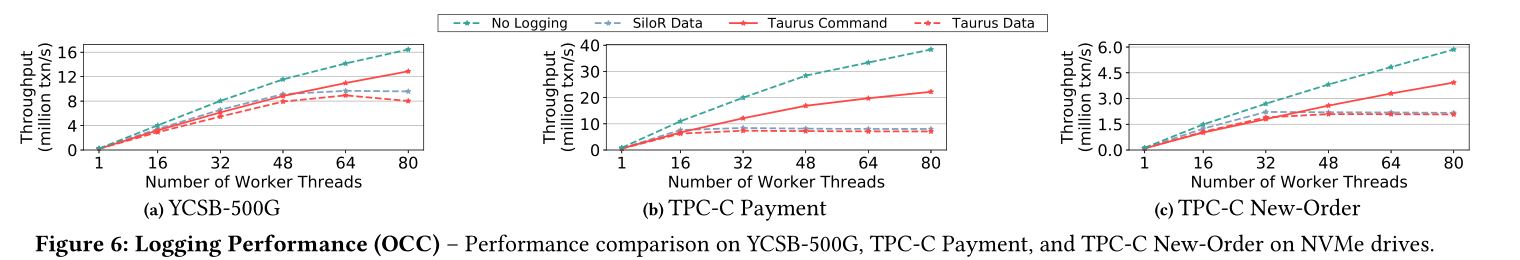 No Logging SiloR Data Taurus Command Taurus Data
Throughput
(million txn/s)
16
12
8
4
0
1 16 32 48 64 80
Number of Worker Threads
(a) YCSB-500G
Throughput
(million txn/s)
40
30
20
10
0
1 16 32 48 64 80
Number of Worker Threads
(b) TPC-C Payment
Throughput
(million txn/s)
6.0
4.5
3.0
1.5
0.0
1 16 32 48 64 80
Number of Worker Threads
(c) TPC-C New-Order
Figure 6: Logging Performance (OCC) – Performance comparison on YCSB-500G, TPC-C Payment, and TPC-C New-Order on NVMe drives.